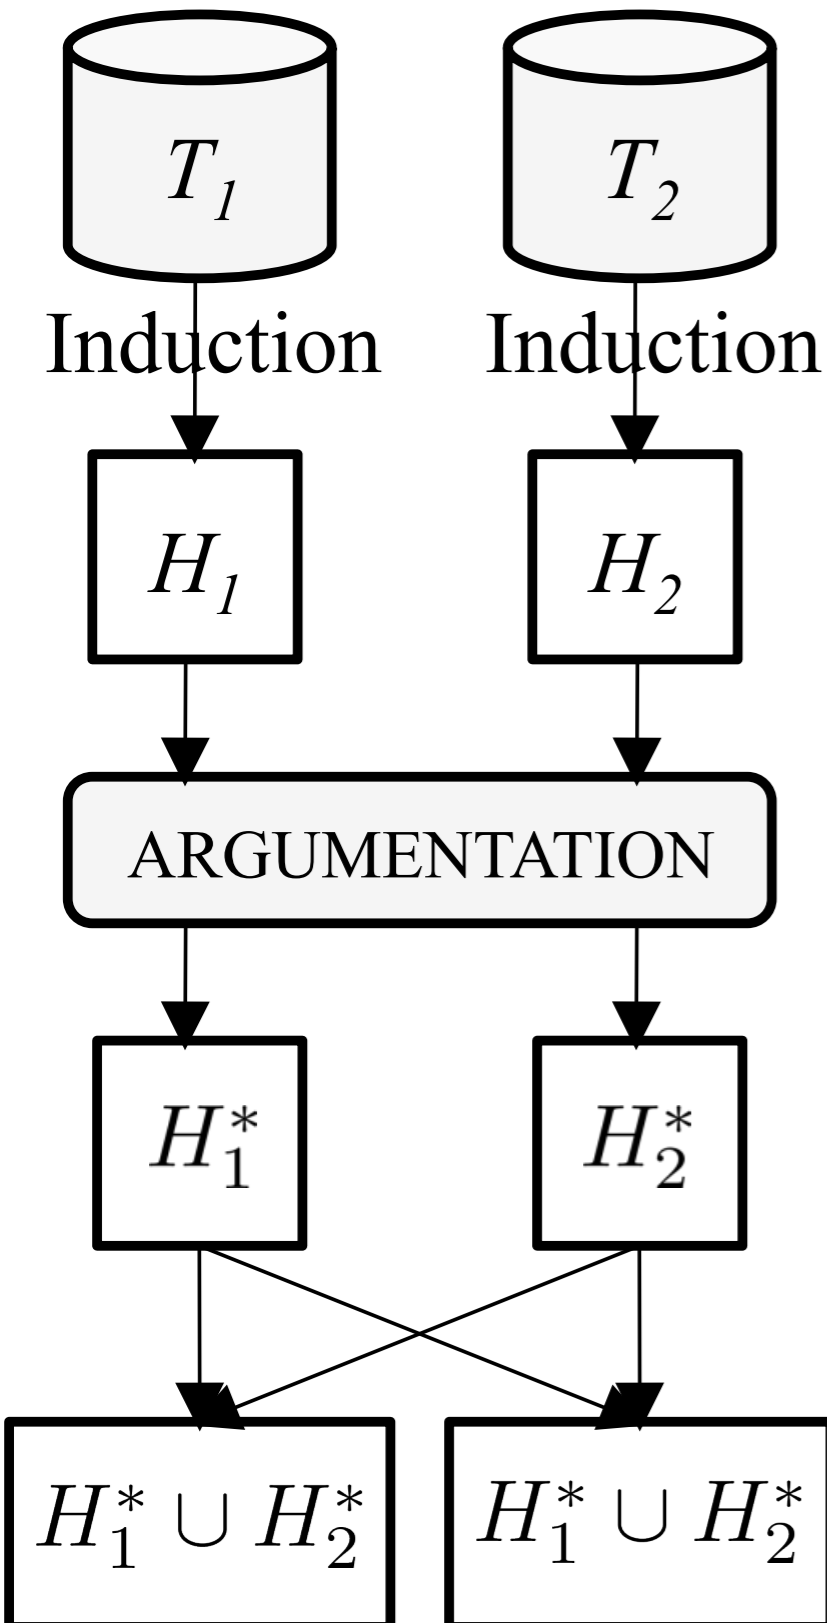 T₁ T₂
Induction Induction
H₁ H₂
ARGUMENTATION
H₁* H₂*
H₁* ∪ H₂* H₁* ∪ H₂*